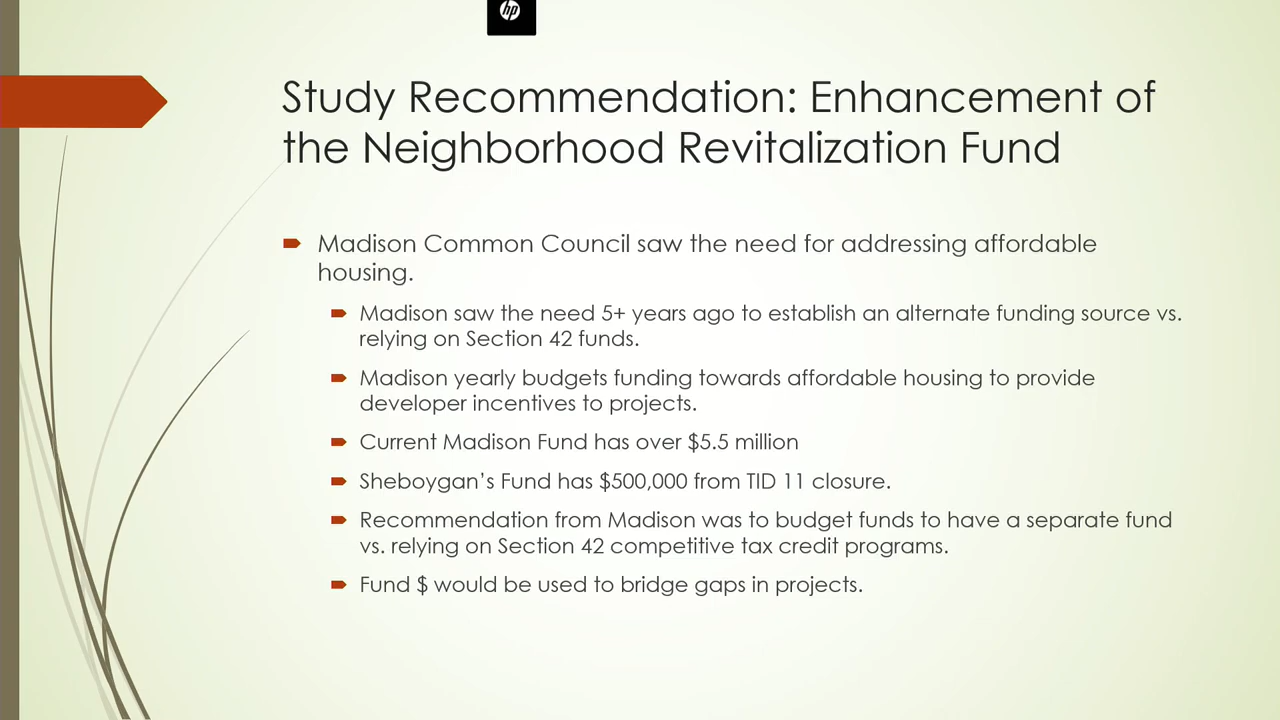 hp
Study Recommendation: Enhancement of
the Neighborhood Revitalization Fund
Madison Common Council saw the need for addressing affordable
housing.
Madison saw the need 5+ years ago to establish an alternate funding source vs.
relying on Section 42 funds.
Madison yearly budgets funding towards affordable housing to provide
developer incentives to projects.
Current Madison Fund has over $5.5 million
Sheboygan’s Fund has $500,000 from TID 11 closure.
Recommendation from Madison was to budget funds to have a separate fund
vs. relying on Section 42 competitive tax credit programs.
Fund $ would be used to bridge gaps in projects.